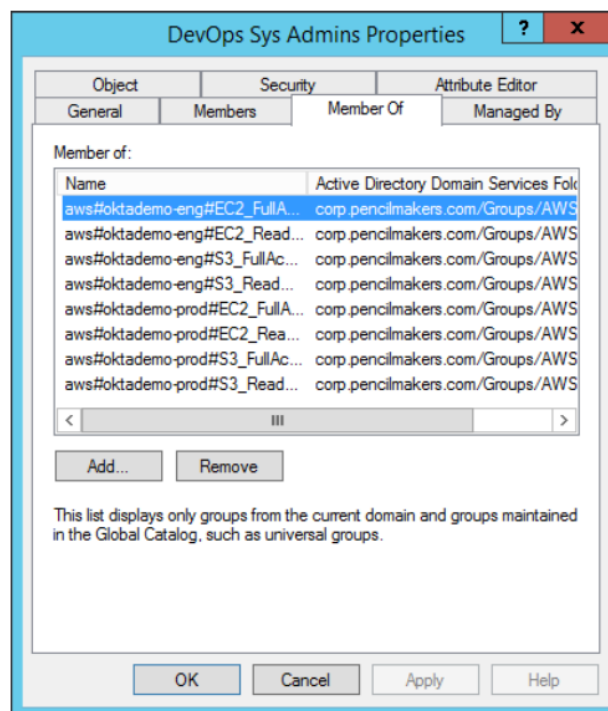 DevOps Sys Admins Properties ? x
Object Security Attribute Editor
General Members Member Of Managed By
Member of:
Name Active Directory Domain Services Fold
aws#oktademo-eng#EC2_FullA... corp.pencilmakers.com/Groups/AWS
aws#oktademo-eng#EC2_Read... corp.pencilmakers.com/Groups/AWS
aws#oktademo-eng#S3_FullAc... corp.pencilmakers.com/Groups/AWS
aws#oktademo-eng#S3_Read... corp.pencilmakers.com/Groups/AWS
aws#oktademo-prod#EC2_FullA... corp.pencilmakers.com/Groups/AWS
aws#oktademo-prod#EC2_Rea... corp.pencilmakers.com/Groups/AWS
aws#oktademo-prod#S3_FullAc... corp.pencilmakers.com/Groups/AWS
aws#oktademo-prod#S3_Read... corp.pencilmakers.com/Groups/AWS
Add... Remove
This list displays only groups from the current domain and groups maintained
in the Global Catalog, such as universal groups.
OK Cancel Apply Help